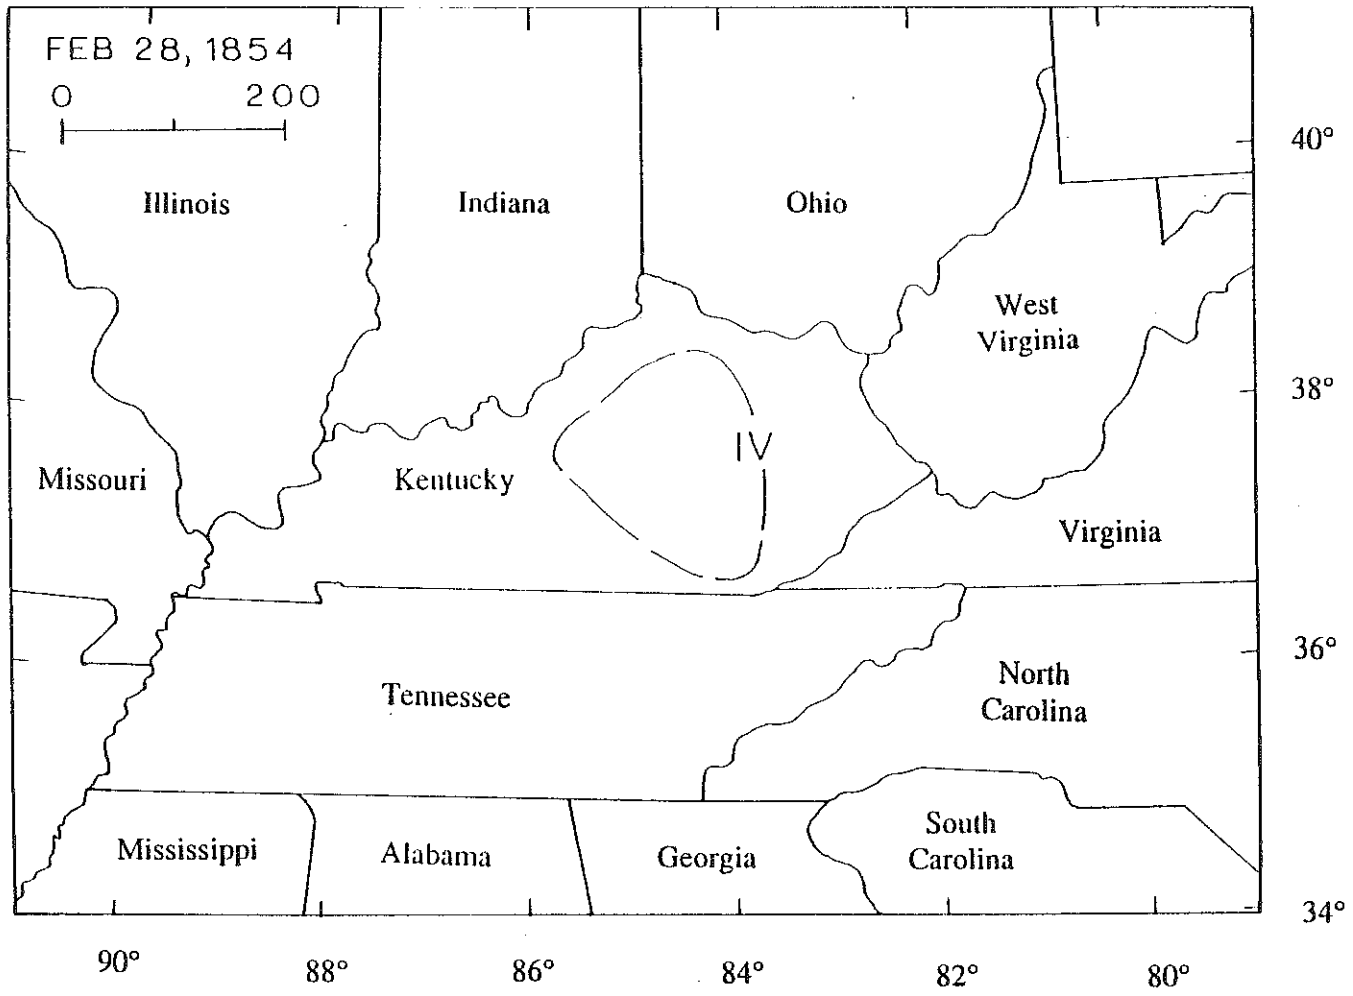 FEB 28, 1854
0 200
40°
Illinois Indiana Ohio
West
Virginia
38°
IV
Missouri Kentucky
Virginia
36°
North
Carolina
Tennessee
South
Carolina
Mississippi Alabama Georgia
34°
90° 88° 86° 84° 82° 80°